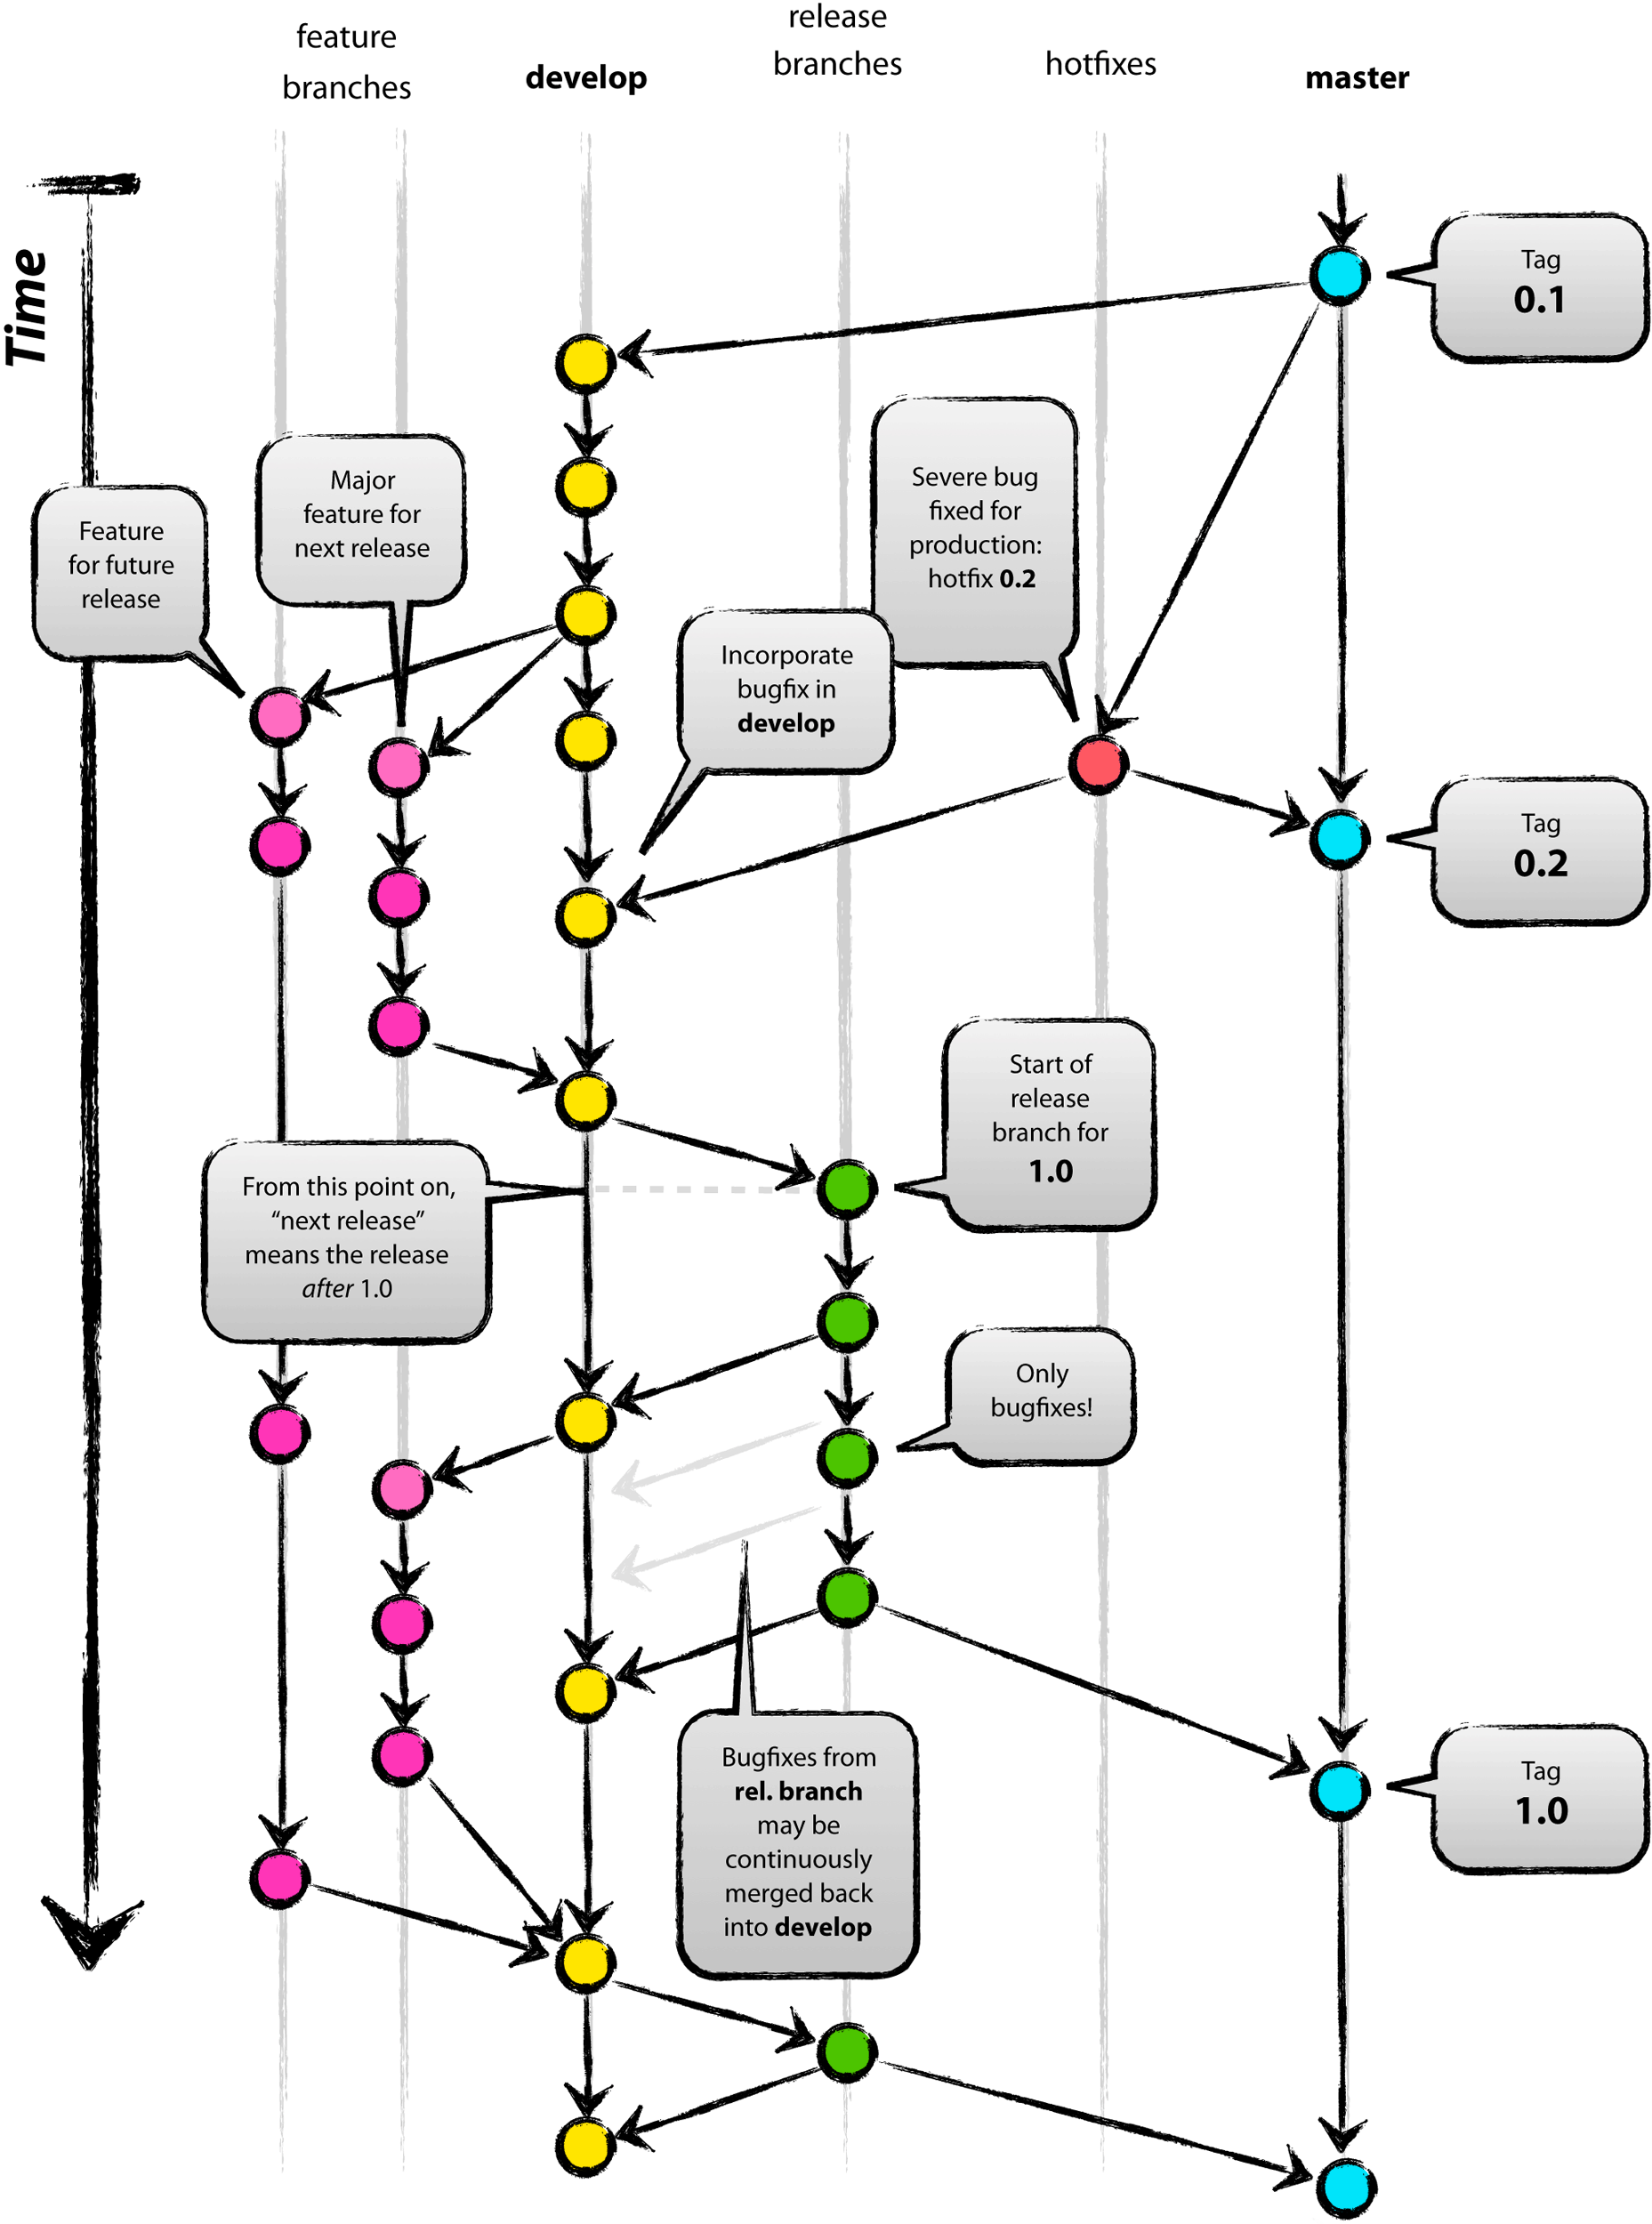 feature
branches
develop
release
branches
hotfixes
master
Time
Tag
0.1
Major
feature for
next release
Feature
for future
release
Severe bug
fixed for
production:
hotfix 0.2
Incorporate
bugfix in
develop
Tag
0.2
Start of
release
branch for
1.0
From this point on,
“next release”
means the release
after 1.0
Only
bugfixes!
Bugfixes from
rel. branch
may be
continuously
merged back
into develop
Tag
1.0